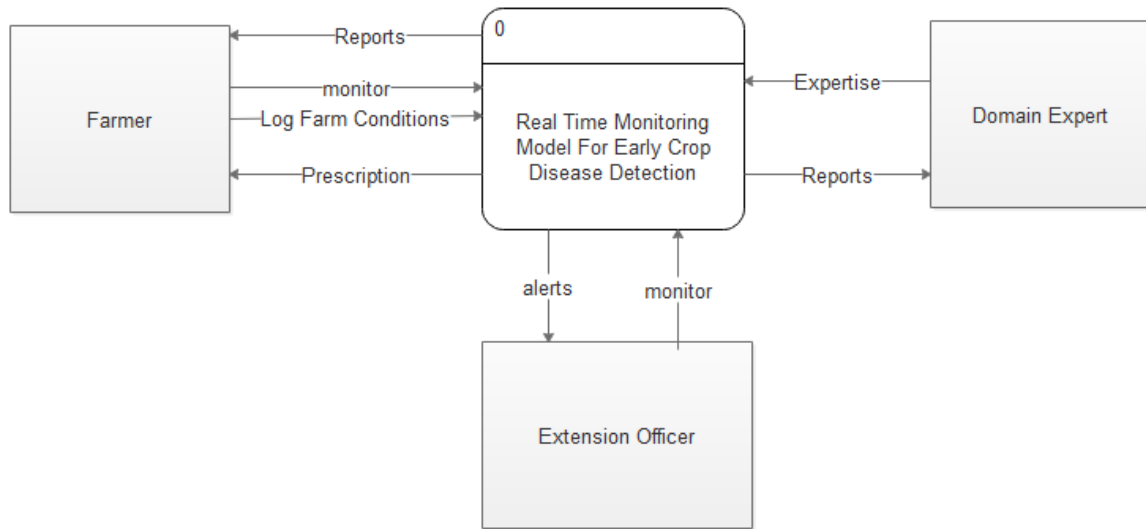 0
Reports
monitor
Log Farm Conditions
Prescription
Farmer
Real Time Monitoring
Model For Early Crop
Disease Detection
Expertise
Reports
Domain Expert
alerts
monitor
Extension Officer